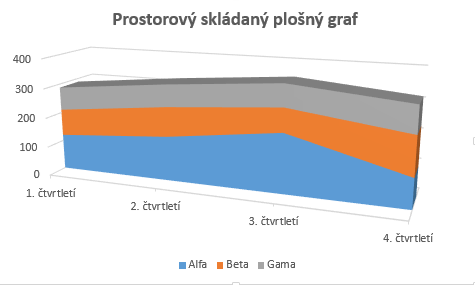 Prostorový skládaný plošný graf
400
300
200
100
0
1. čtvrtletí
2. čtvrtletí
3. čtvrtletí
4. čtvrtletí
Alfa Beta Gama